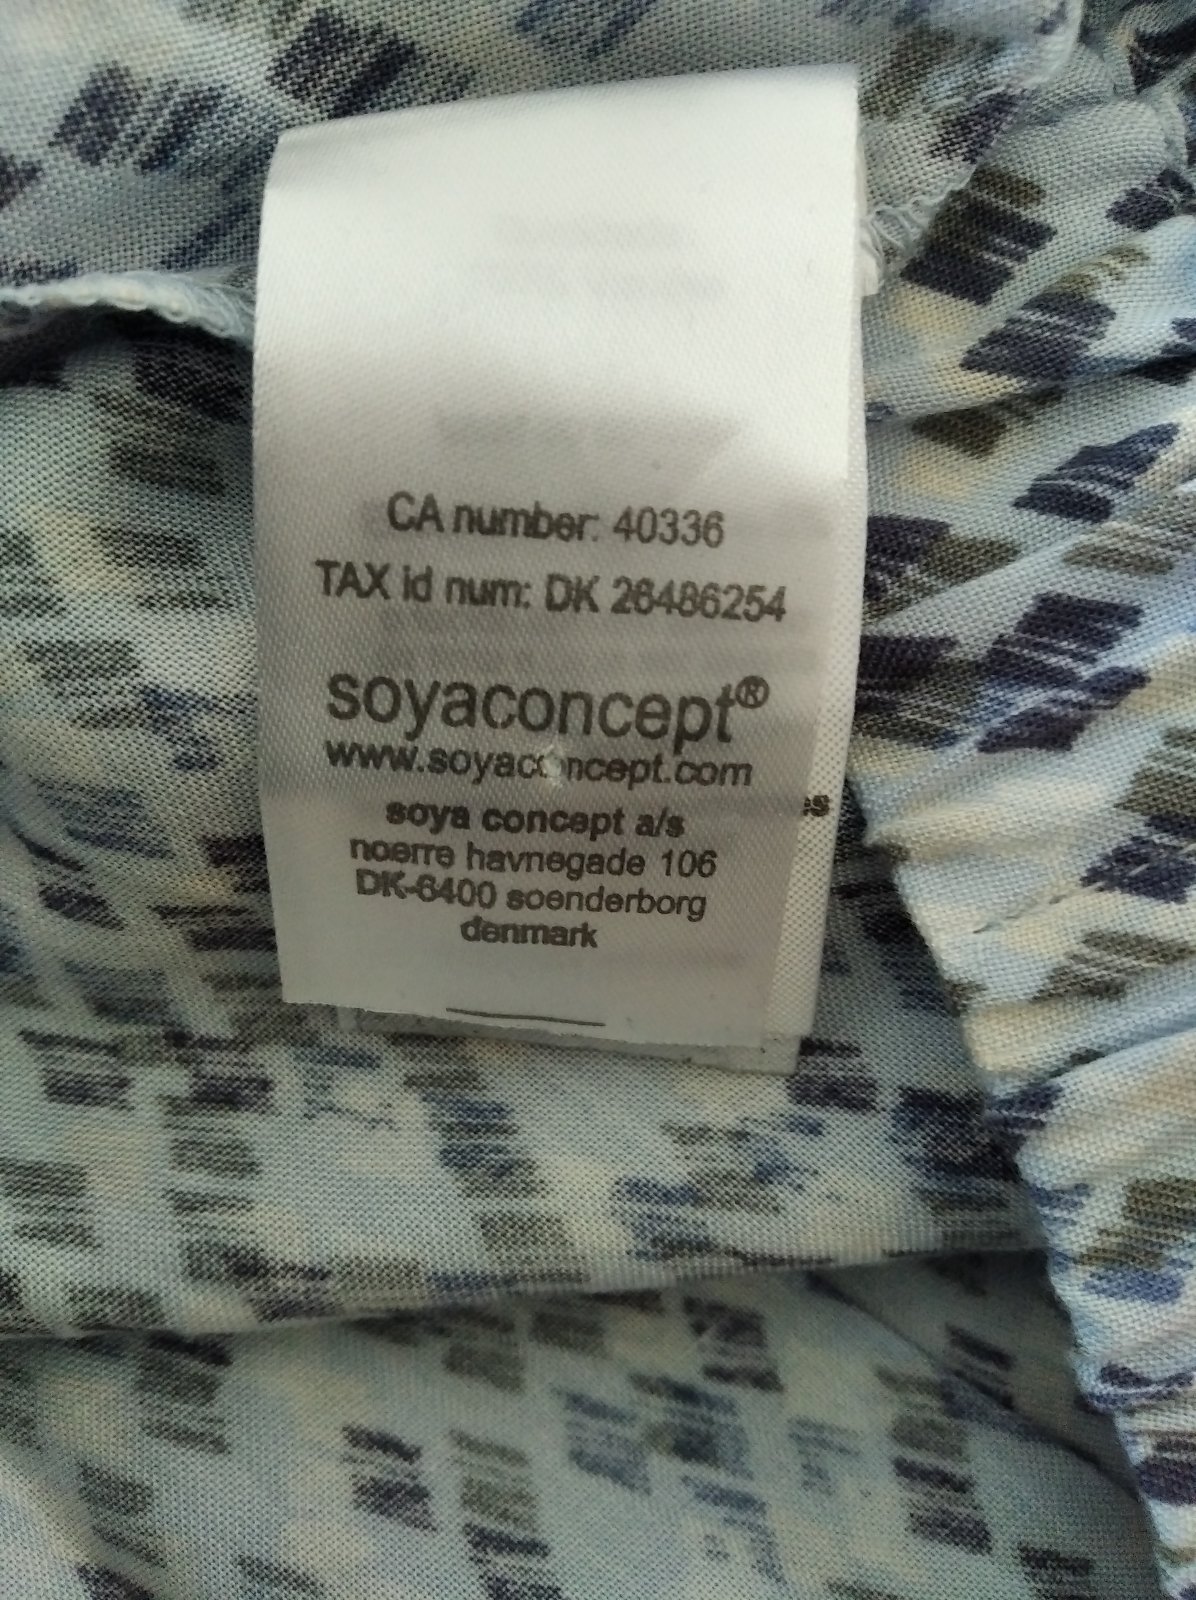 CA number: 40336
TAX id num: DK 26486254
soyaconcept®
www.soyaconcept.com
soya concept a/s
noerre havnegade 106
DK-6400 soenderborg
denmark